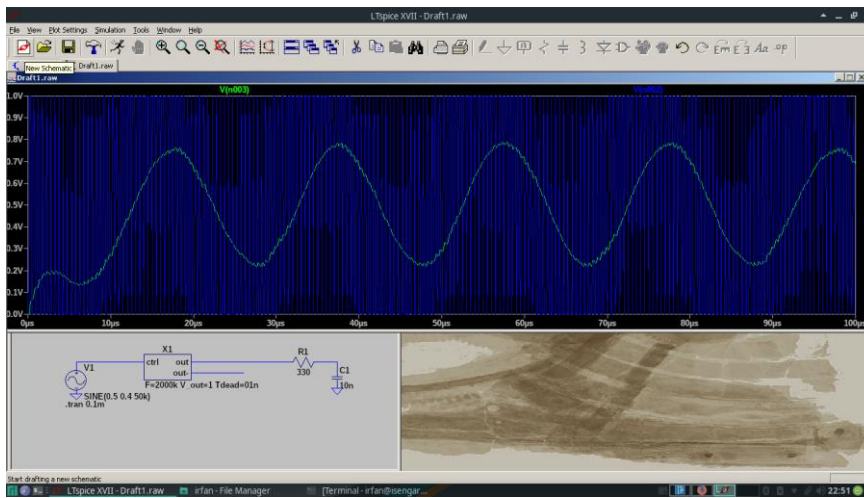 LTspice XVII - Draft1.raw
File View Plot Settings Simulation Tools Window Help
New Schematic
Draft1.raw
Draft1.raw
V(n003)
1.0V
0.9V
0.8V
0.7V
0.6V
0.5V
0.4V
0.3V
0.2V
0.1V
0.0V
0µs 10µs 20µs 30µs 40µs 50µs 60µs 70µs 80µs 90µs 100µs
X1
ctrl out
out-
F=2000k V_out=1 Tdead=01n
V1
SINE(0.5 0.4 50k)
.tran 0.1m
R1
330
C1
10n
Start drafting a new schematic
LTspice XVII - Draft1.raw
irfan - File Manager
[Terminal - irfan@isengar...
22:51